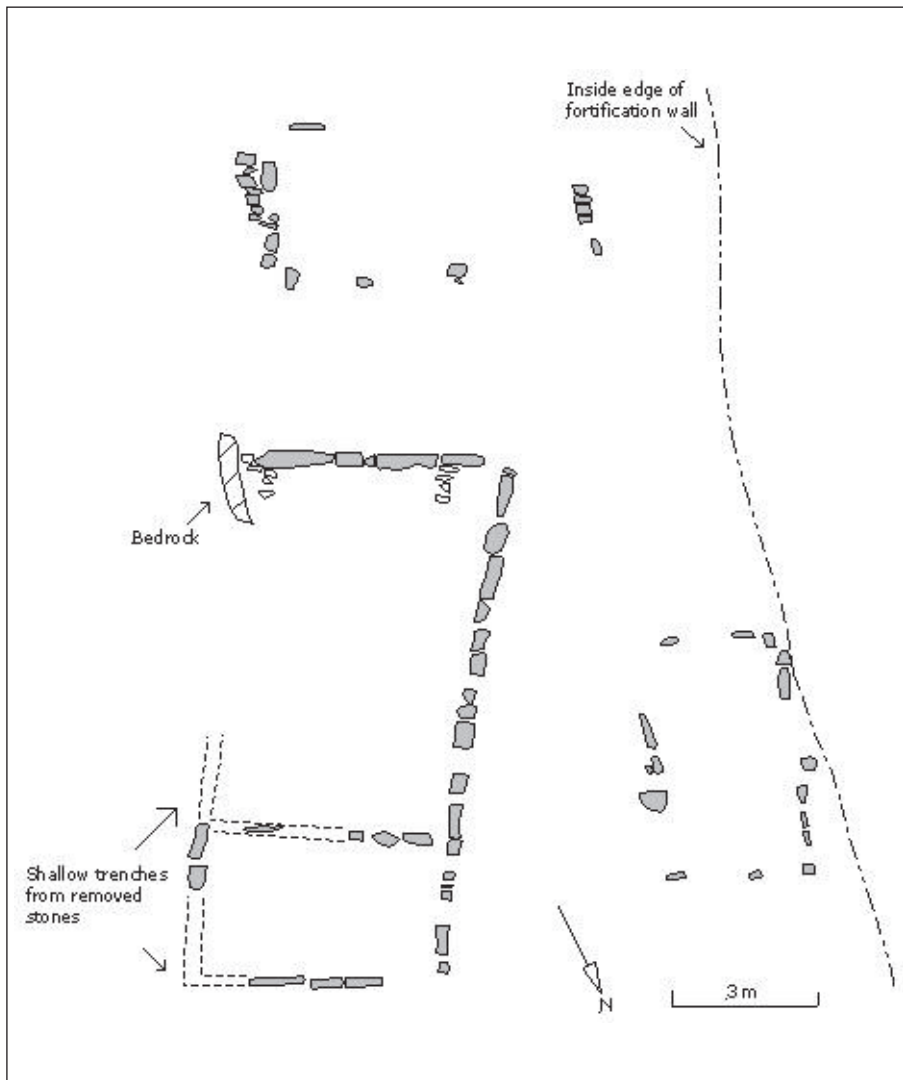 Inside edge of
fortification wall
Bedrock
Shallow trenches
from removed
stones
N
3 m